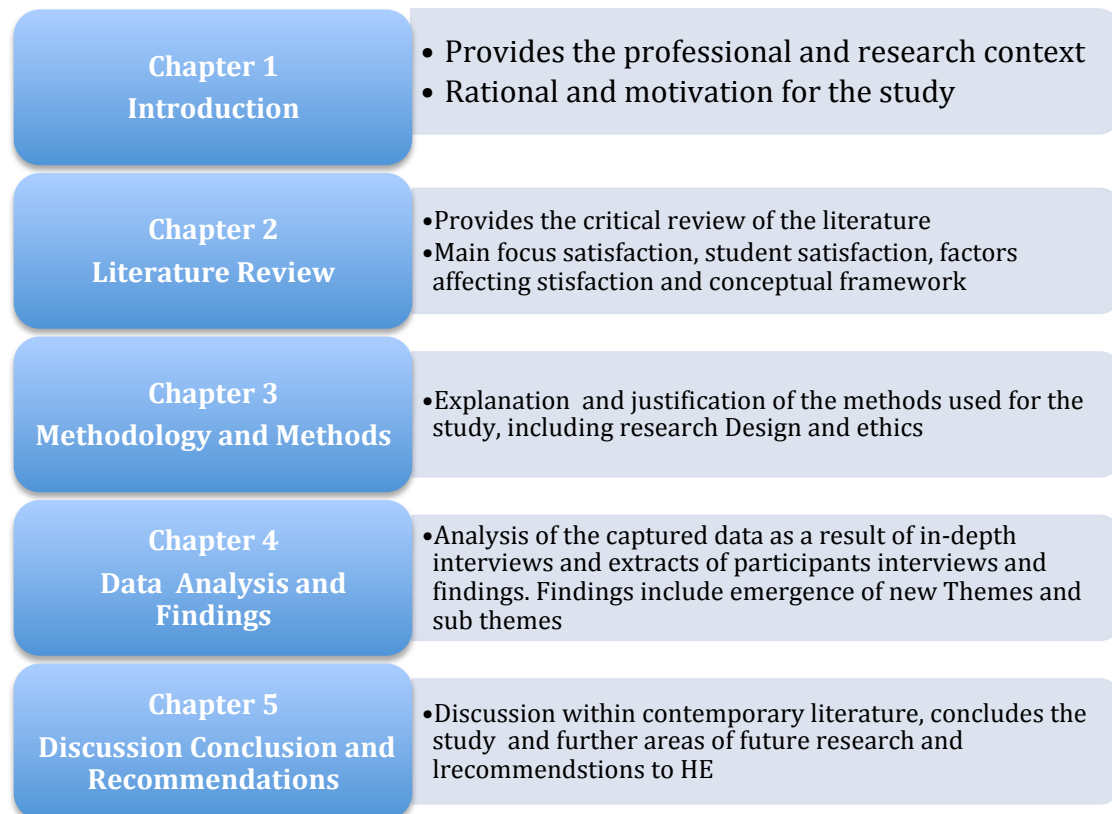 Chapter 1
Introduction
• Provides the professional and research context
• Rational and motivation for the study
Chapter 2
Literature Review
•Provides the critical review of the literature
•Main focus satisfaction, student satisfaction, factors
affecting stisfaction and conceptual framework
Chapter 3
Methodology and Methods
•Explanation and justification of the methods used for the
study, including research Design and ethics
Chapter 4
Data Analysis and
Findings
•Analysis of the captured data as a result of in-depth
interviews and extracts of participants interviews and
findings. Findings include emergence of new Themes and
sub themes
Chapter 5
Discussion Conclusion and
Recommendations
•Discussion within contemporary literature, concludes the
study and further areas of future research and
lrecommendstions to HE